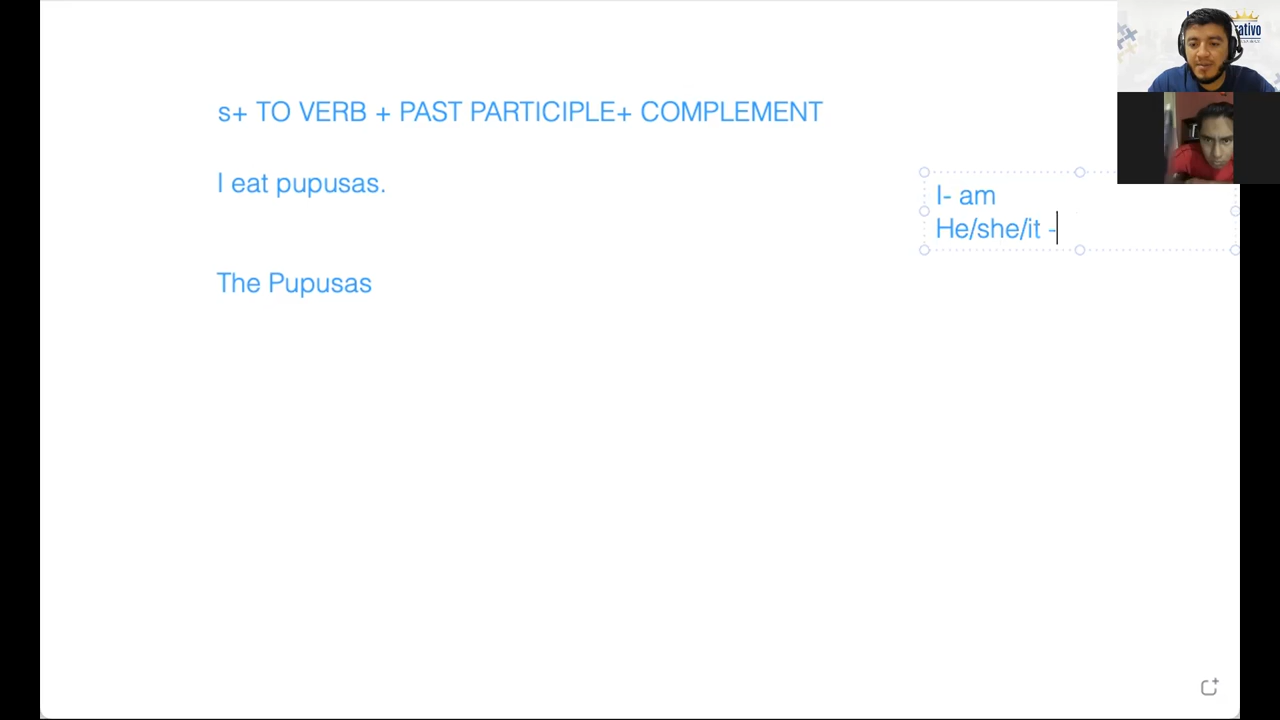 s+ TO VERB + PAST PARTICIPLE+ COMPLEMENT
I eat pupusas.
I- am
He/she/it -
The Pupusas